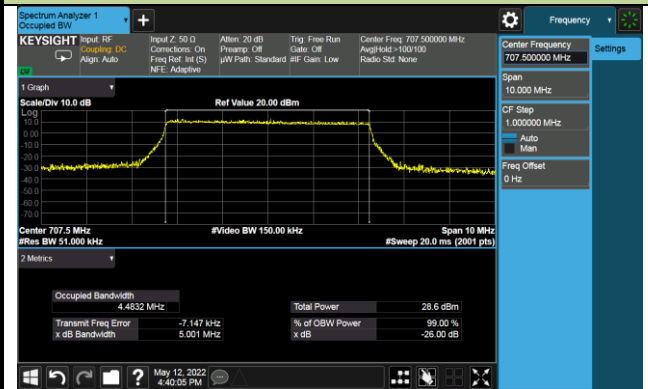 Spectrum Analyzer 1
Occupied BW
Frequency
KEYSIGHT
Input: RF
Coupling: DC
Align: Auto
Input Z: 50 Ω
Corrections: On
Freq Ref: Int (S)
NFE: Adaptive
Atten: 20 dB
Preamp: Off
µW Path: Standard
Trig: Free Run
Gate: Off
#IF Gain: Low
Center Freq: 707.500000 MHz
Avg|Hold:>100/100
Radio Std: None
Center Frequency
707.500000 MHz
Settings
Span
10.000 MHz
CF Step
1.000000 MHz
Auto
Man
Freq Offset
0 Hz
1 Graph
Scale/Div 10.0 dB
Ref Value 20.00 dBm
Log
10.0
0.00
-10.0
-20.0
-30.0
-40.0
-50.0
-60.0
-70.0
Center 707.5 MHz
#Video BW 150.00 kHz
Span 10 MHz
#Res BW 51.000 kHz
#Sweep 20.0 ms (2001 pts)
2 Metrics
Occupied Bandwidth
4.4832 MHz
Total Power
28.6 dBm
Transmit Freq Error
-7.147 kHz
% of OBW Power
99.00 %
x dB Bandwidth
5.001 MHz
x dB
-26.00 dB
May 12, 2022
4:40:05 PM